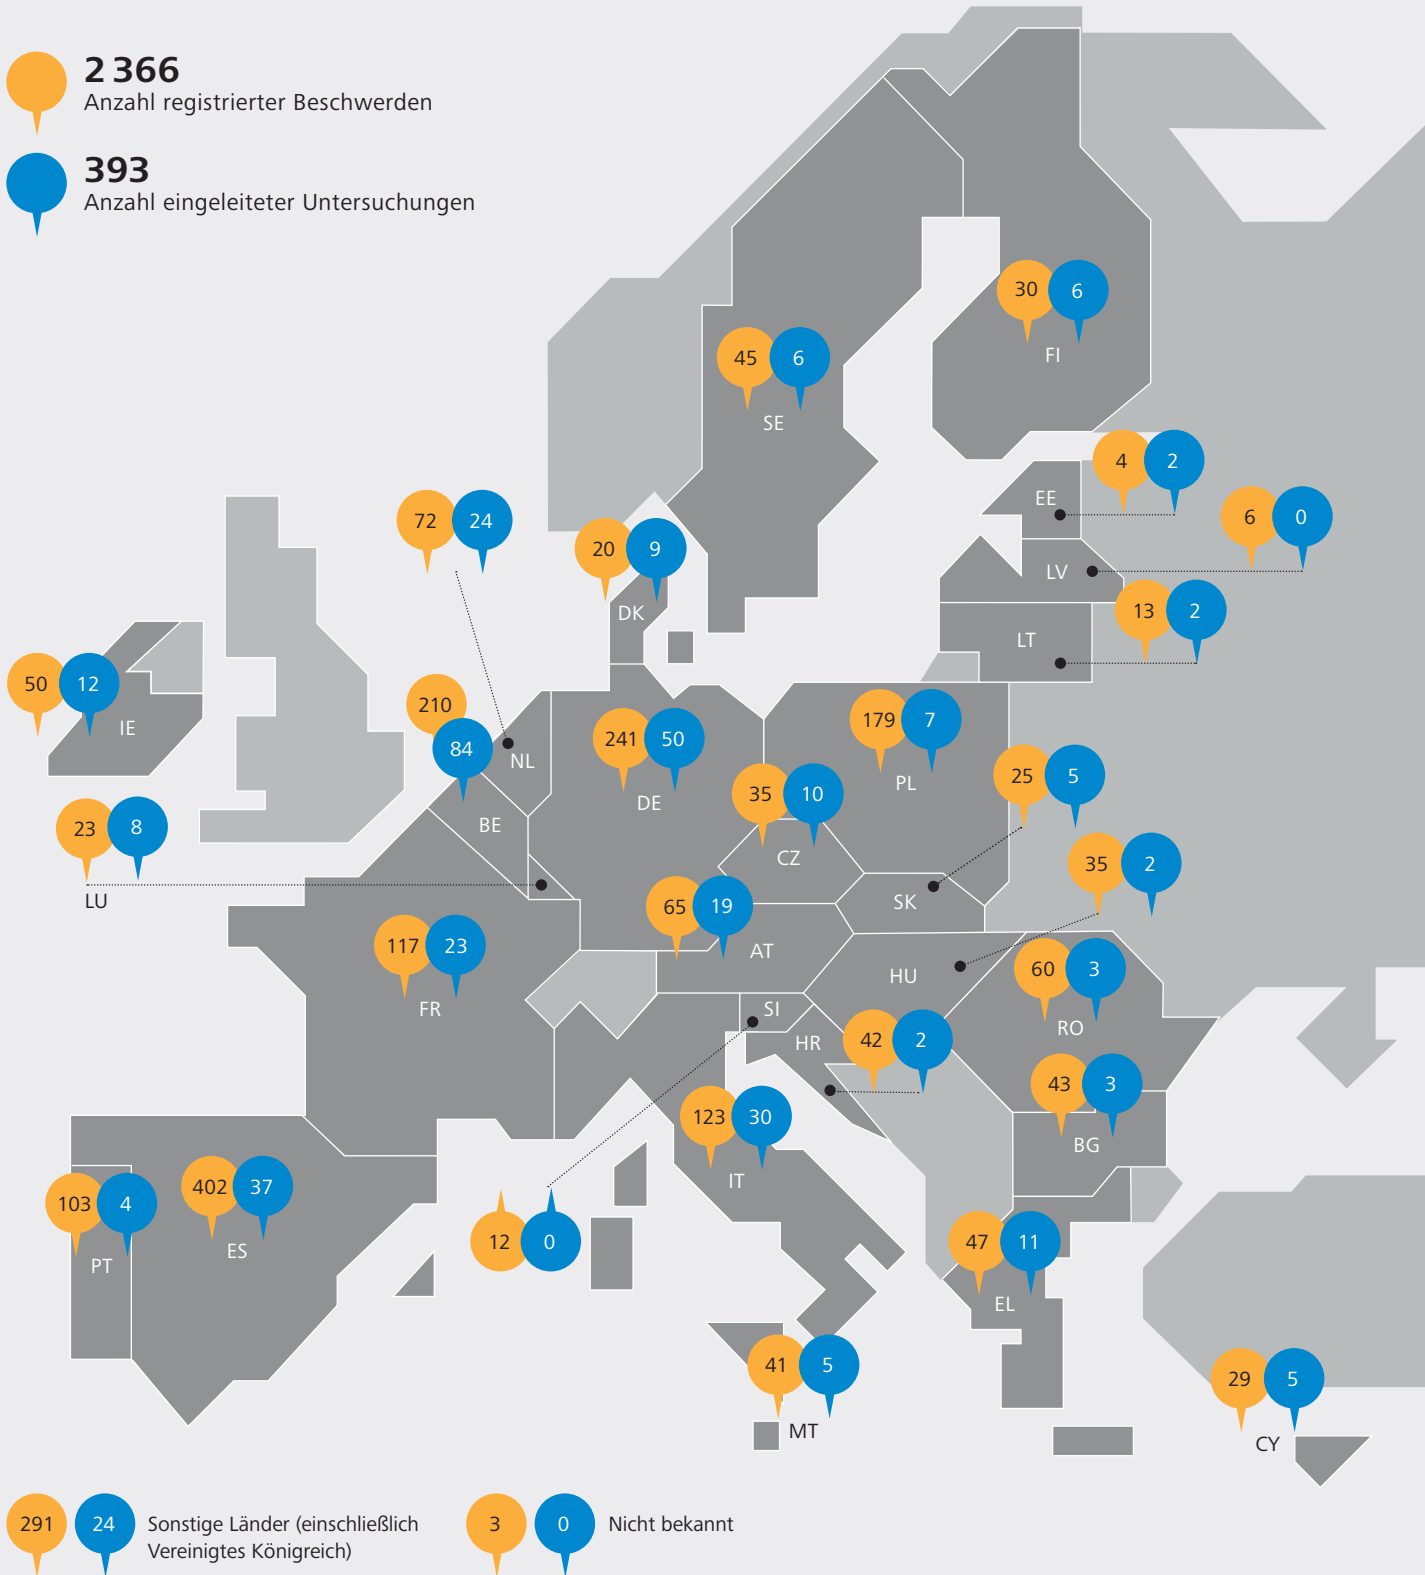 2 366
Anzahl registrierter Beschwerden
393
Anzahl eingeleiteter Untersuchungen
30 6
FI
45 6
SE
4 2
EE
6 0
LV
72 24
NL
20 9
DK
13 2
LT
50 12
IE
210
84
BE
241 50
DE
179 7
PL
35 10
CZ
25 5
SK
23 8
LU
35 2
HU
65 19
AT
117 23
FR
60 3
RO
SI
HR
42 2
43 3
BG
123 30
IT
103 4
PT
402 37
ES
12 0
47 11
EL
41 5
MT
29 5
CY
291 24 Sonstige Länder (einschließlich
Vereinigtes Königreich)
3 0 Nicht bekannt